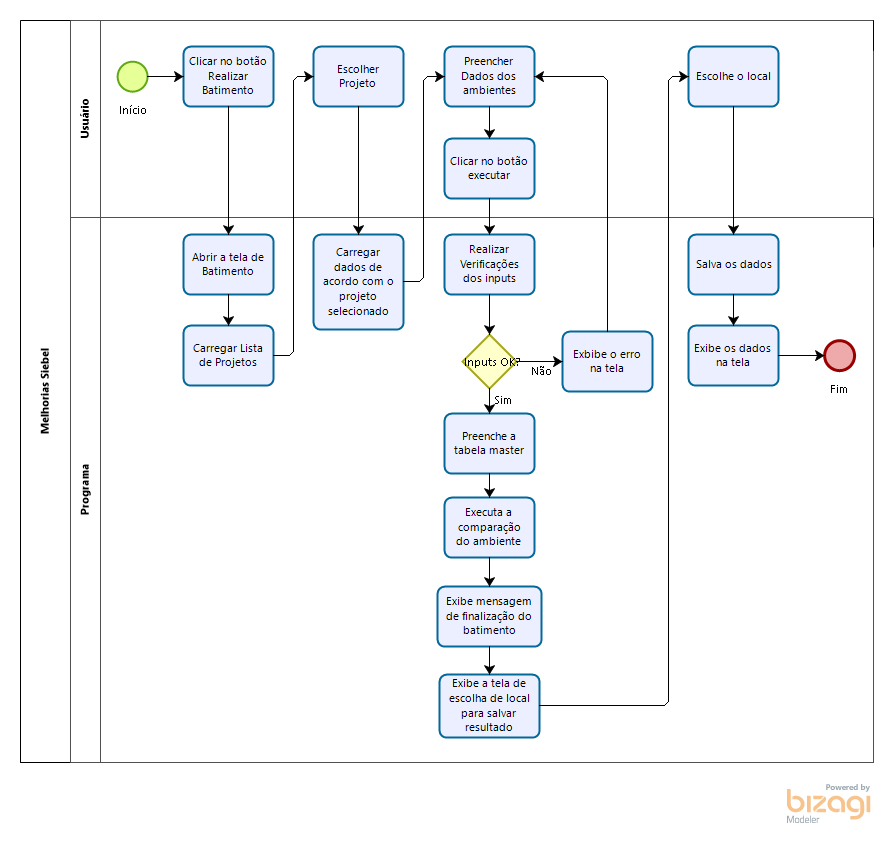 Melhorias Siebel
Usuário
Início
Clicar no botão
Realizar
Batimento
Escolher
Projeto
Preencher
Dados dos
ambientes
Clicar no botão
executar
Escolhe o local
Programa
Abrir a tela de
Batimento
Carregar Lista
de Projetos
Carregar
dados de
acordo com o
projeto
selecionado
Realizar
Verificações
dos inputs
Inputs OK?
Não
Exbibe o erro
na tela
Sim
Preenche a
tabela master
Executa a
comparação
do ambiente
Exibe mensagem
de finalização do
batimento
Exibe a tela de
escolha de local
para salvar
resultado
Salva os dados
Exibe os dados
na tela
Fim
Powered by
bizagi
Modeler